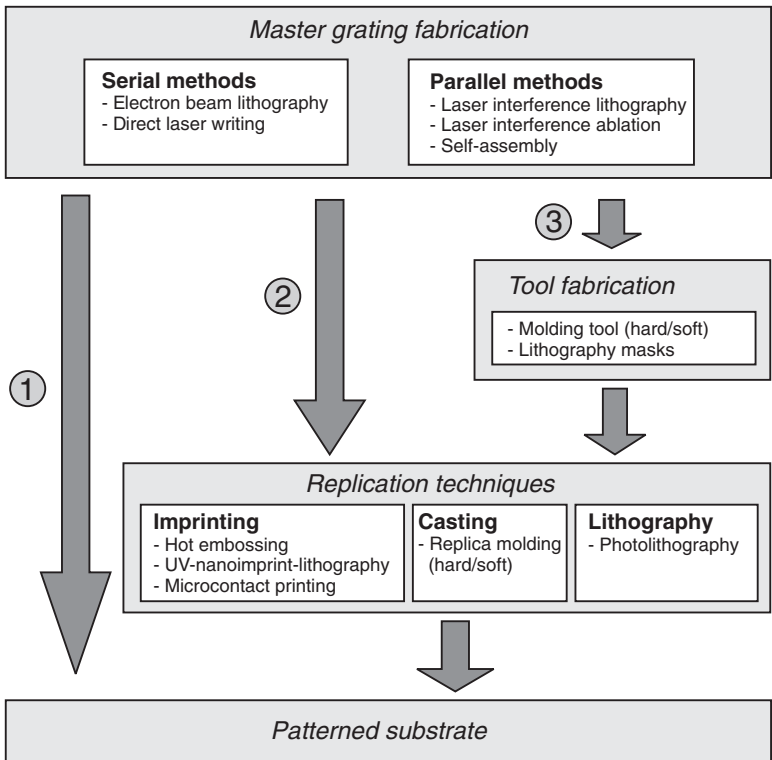 Master grating fabrication
Serial methods
- Electron beam lithography
- Direct laser writing
Parallel methods
- Laser interference lithography
- Laser interference ablation
- Self-assembly
1
2
3
Tool fabrication
- Molding tool (hard/soft)
- Lithography masks
Replication techniques
Imprinting
- Hot embossing
- UV-nanoimprint-lithography
- Microcontact printing
Casting
- Replica molding
(hard/soft)
Lithography
- Photolithography
Patterned substrate